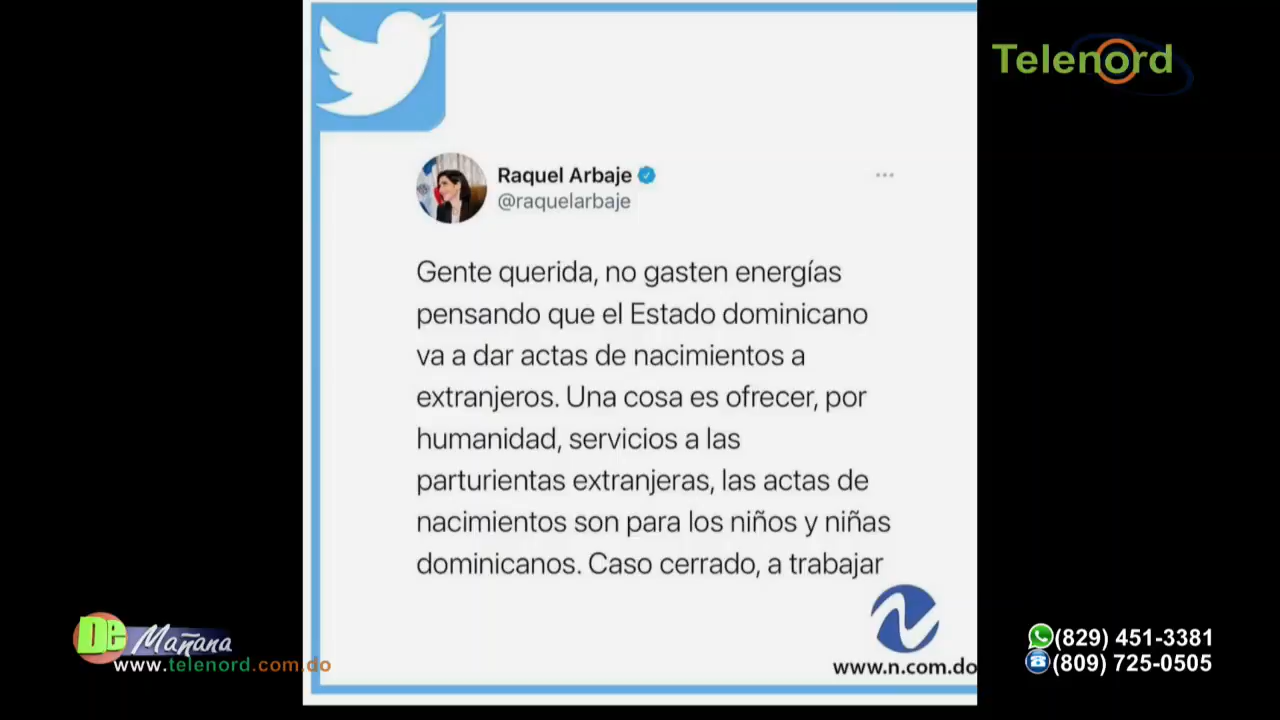 Telenord
Raquel Arbaje
@raquelarbaje
Gente querida, no gasten energías
pensando que el Estado dominicano
va a dar actas de nacimientos a
extranjeros. Una cosa es ofrecer, por
humanidad, servicios a las
parturientas extranjeras, las actas de
nacimientos son para los niños y niñas
dominicanos. Caso cerrado, a trabajar
www.n.com.do
De Mañana
www.telenord.com.do
(829) 451-3381
(809) 725-0505